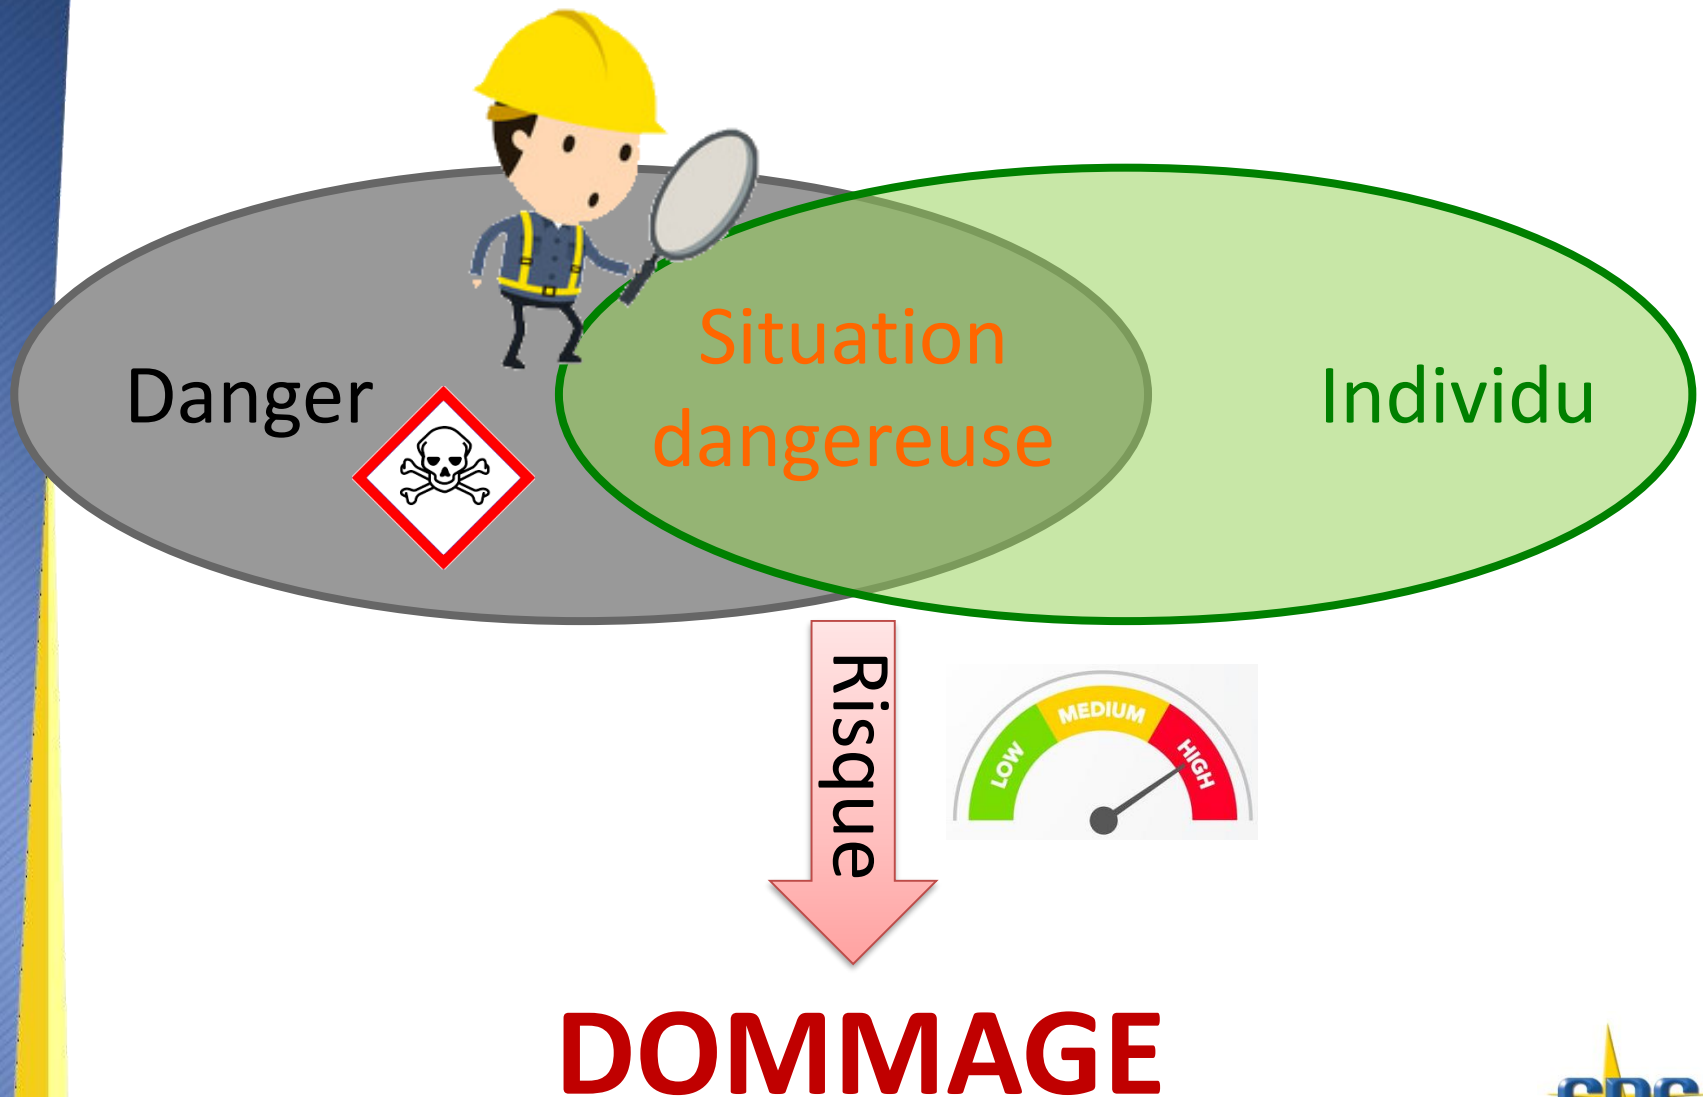 Danger
Situation
dangereuse
Individu
Risque
LOW
MEDIUM
HIGH
DOMMAGE